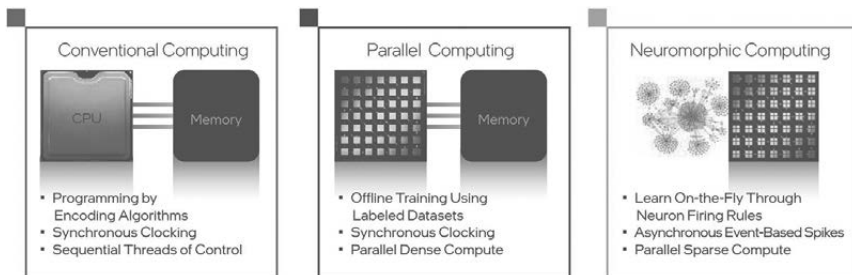 Conventional Computing
CPU
Memory
• Programming by
Encoding Algorithms
• Synchronous Clocking
• Sequential Threads of Control
Parallel Computing
Memory
• Offline Training Using
Labeled Datasets
• Synchronous Clocking
• Parallel Dense Compute
Neuromorphic Computing
• Learn On-the-Fly Through
Neuron Firing Rules
• Asynchronous Event-Based Spikes
• Parallel Sparse Compute